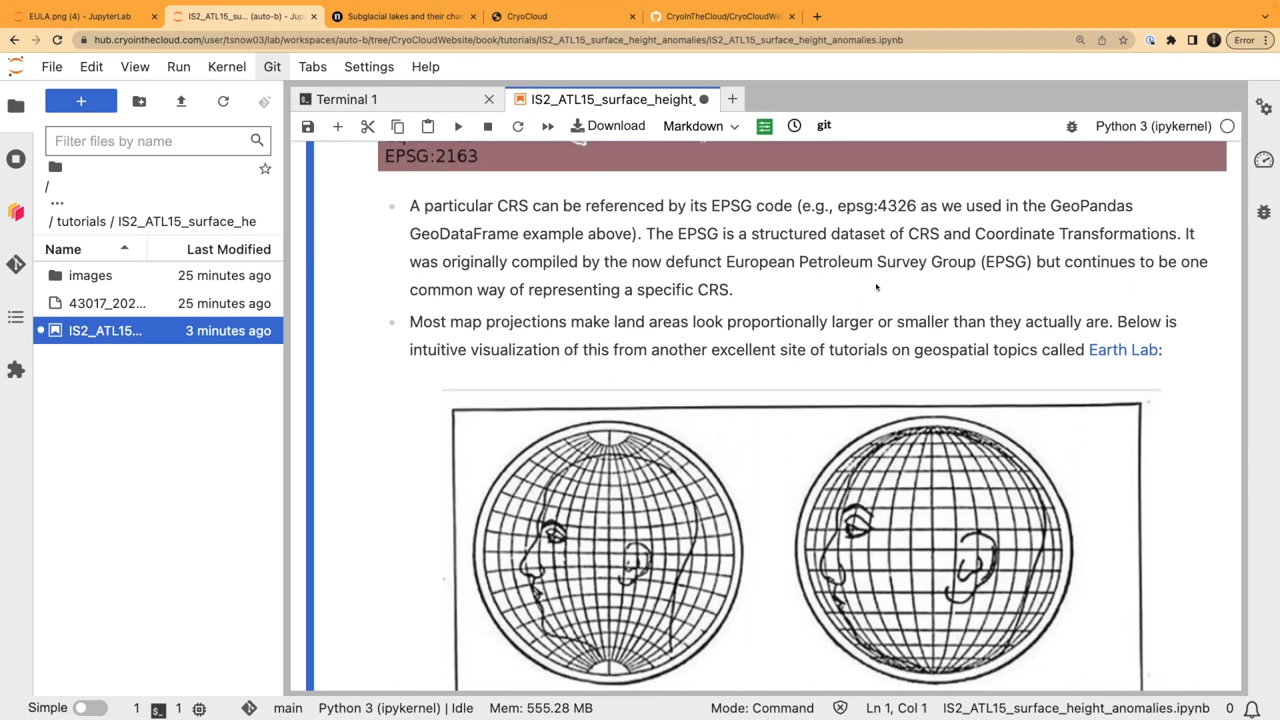 EULA.png (4) - JupyterLab
IS2_ATL15_su... (auto-b) - Jup
Subglacial lakes and their cha
CryoCloud
CryoInTheCloud/CryoCloudWe
hub.cryointhecloud.com/user/tsnow03/lab/workspaces/auto-b/tree/CryoCloudWebsite/book/tutorials/IS2_ATL15_surface_height_anomalies/IS2_ATL15_surface_height_anomalies.ipynb
Error
File Edit View Run Kernel Git Tabs Settings Help
Terminal 1
IS2_ATL15_surface_height_
Download
Markdown
git
Python 3 (ipykernel)
Filter files by name
/
...
/ tutorials / IS2_ATL15_surface_he
Name Last Modified
images 25 minutes ago
43017_202... 25 minutes ago
IS2_ATL15... 3 minutes ago
EPSG:2163
A particular CRS can be referenced by its EPSG code (e.g., epsg:4326 as we used in the GeoPandas
GeoDataFrame example above). The EPSG is a structured dataset of CRS and Coordinate Transformations. It
was originally compiled by the now defunct European Petroleum Survey Group (EPSG) but continues to be one
common way of representing a specific CRS.
Most map projections make land areas look proportionally larger or smaller than they actually are. Below is
intuitive visualization of this from another excellent site of tutorials on geospatial topics called Earth Lab:
Simple 1 1 main Python 3 (ipykernel) | Idle Mem: 555.28 MB Mode: Command Ln 1, Col 1 IS2_ATL15_surface_height_anomalies.ipynb 0